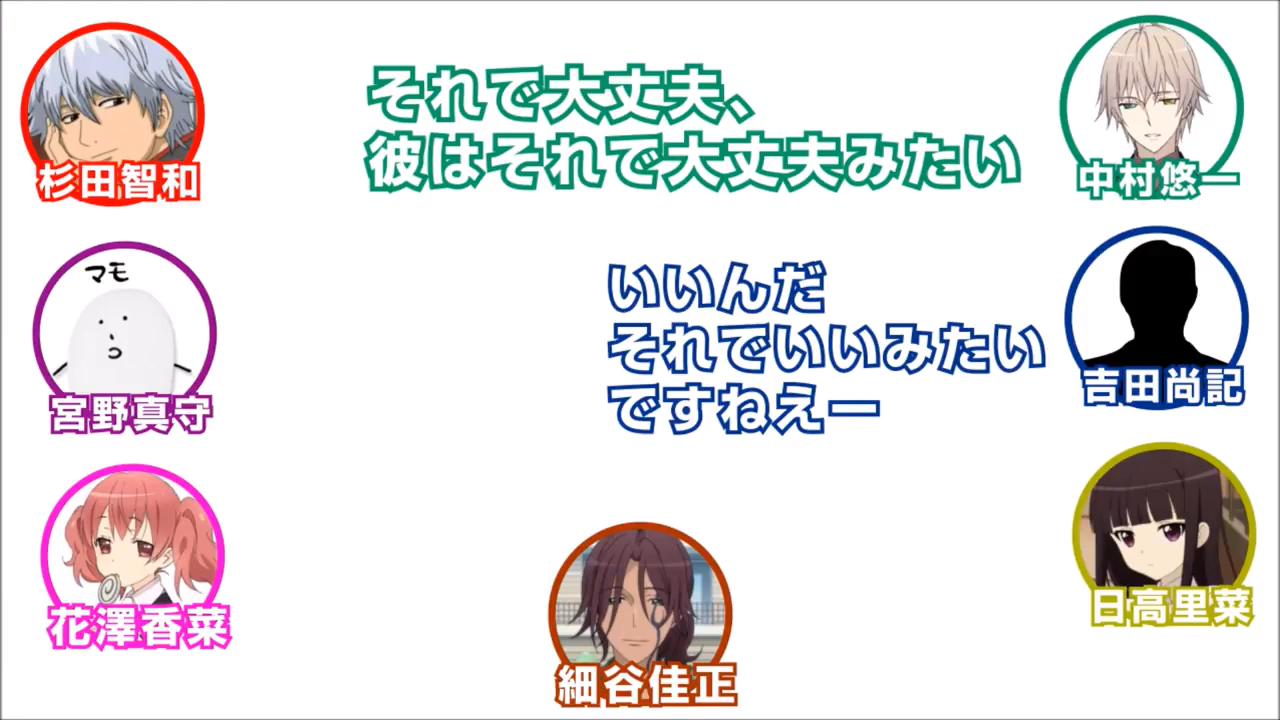 それで大丈夫、
彼はそれで大丈夫みたい
杉田智和
中村悠一
マモ
いいんだ
それでいいみたい
ですねえー
宮野真守
吉田尚記
花澤香菜
日高里菜
細谷佳正